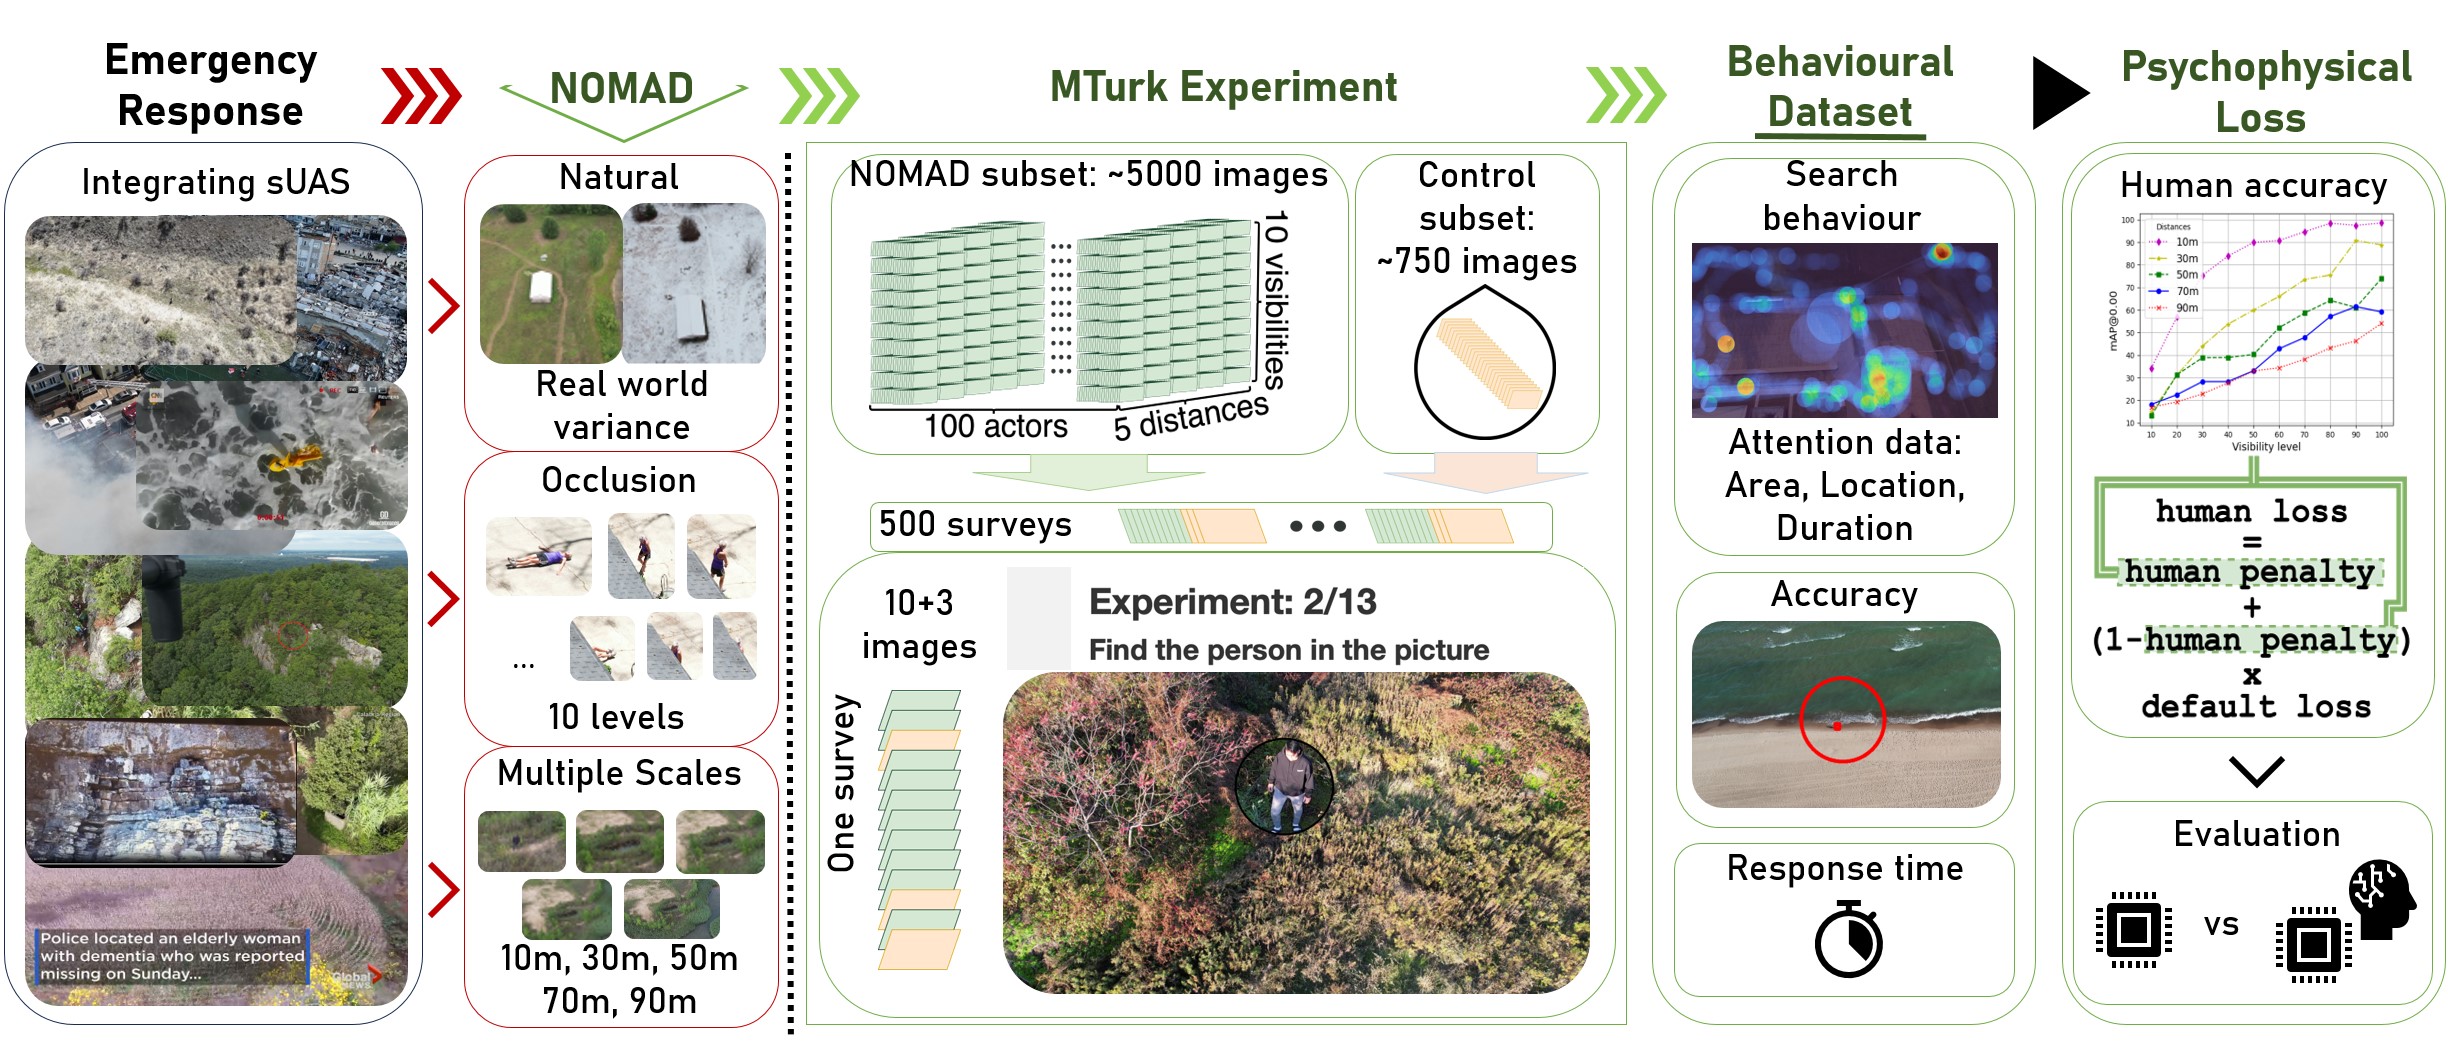 Emergency
Response
NOMAD
MTurk Experiment
Behavioural
Dataset
Psychophysical
Loss
Integrating sUAS
Police located an elderly woman
with dementia who was reported
missing on Sunday...
Global
NEWS
Natural
Real world
variance
Occlusion
...
10 levels
Multiple Scales
10m, 30m, 50m
70m, 90m
NOMAD subset: ~5000 images
10 visibilities
100 actors
5 distances
Control
subset:
~750 images
500 surveys
10+3
images
One survey
Experiment: 2/13
Find the person in the picture
Search
behaviour
Attention data:
Area, Location,
Duration
Accuracy
Response time
Human accuracy
mAP@0.00
100
90
80
70
60
50
40
30
20
10
Distances
10m
30m
50m
70m
90m
10 20 30 40 50 60 70 80 90 100
Visibility level
human loss
=
human penalty
+
(1-human penalty)
x
default loss
Evaluation
vs